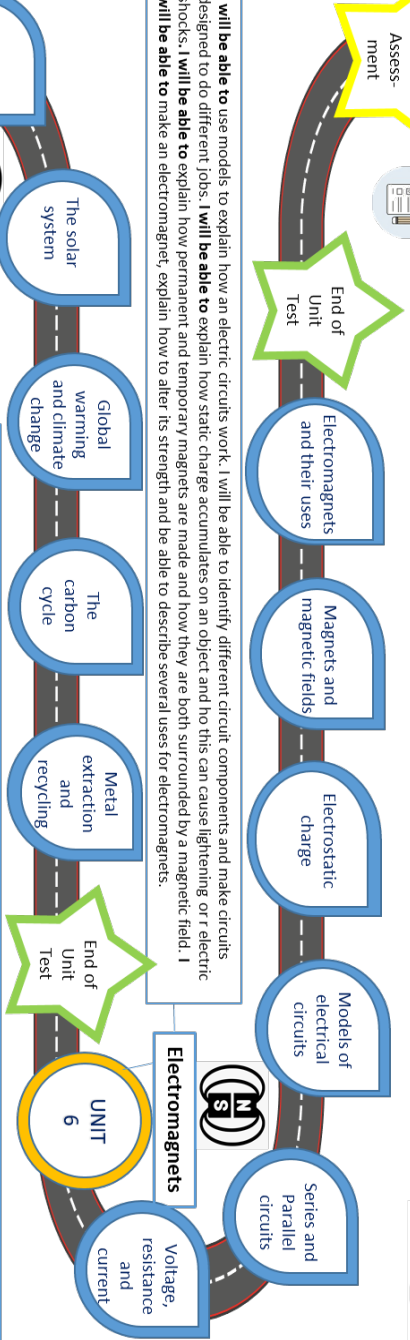 Assess-
ment
End of
Unit
Test
Electromagnets
and their uses
Magnets and
magnetic fields
Electrostatic
charge
Models of
electrical
circuits
Series and
Parallel
circuits
will be able to use models to explain how an electric circuits work. I will be able to identify different circuit components and make circuits
designed to do different jobs. I will be able to explain how static charge accumulates on an object and ho this can cause lightening or r electric
shocks. I will be able to explain how permanent and temporary magnets are made and how they are both surrounded by a magnetic field. I
will be able to make an electromagnet, explain how to alter its strength and be able to describe several uses for electromagnets.
N
S
Electromagnets
The solar
system
Global
warming
and climate
change
The
carbon
cycle
Metal
extraction
and
recycling
End of
Unit
Test
UNIT
6
Voltage,
resistance
and
current